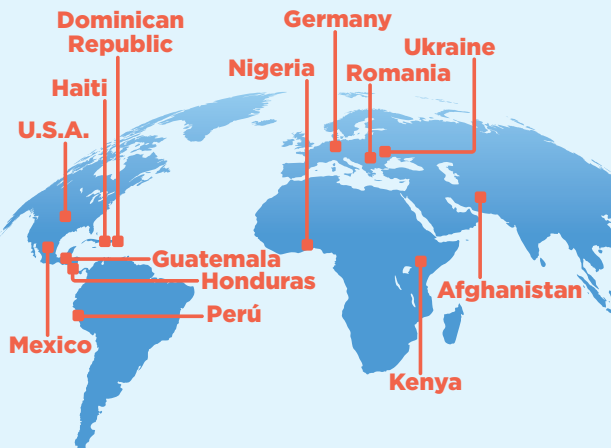 Dominican
Republic
Germany
Ukraine
Nigeria
Romania
Haiti
U.S.A.
Guatemala
Honduras
Afghanistan
Perú
Mexico
Kenya